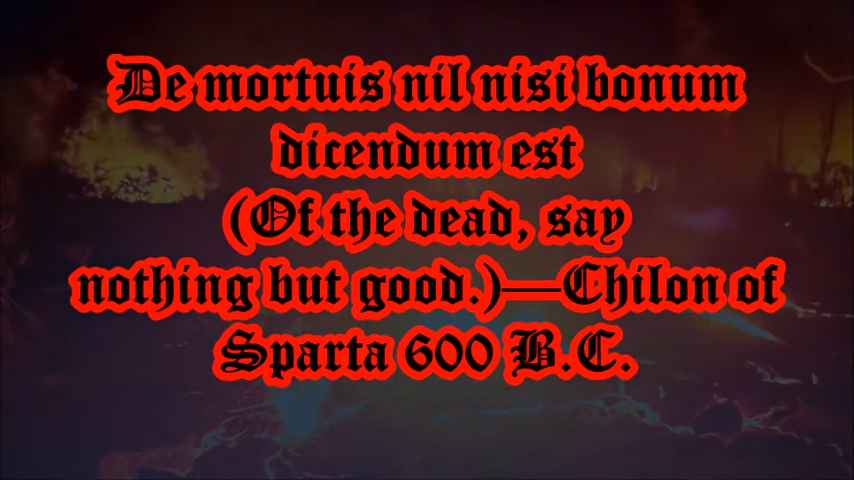 De mortuis nil nisi bonum
dicendum est
(Of the dead, say
nothing but good.)—Chilon of
Sparta 600 B.C.